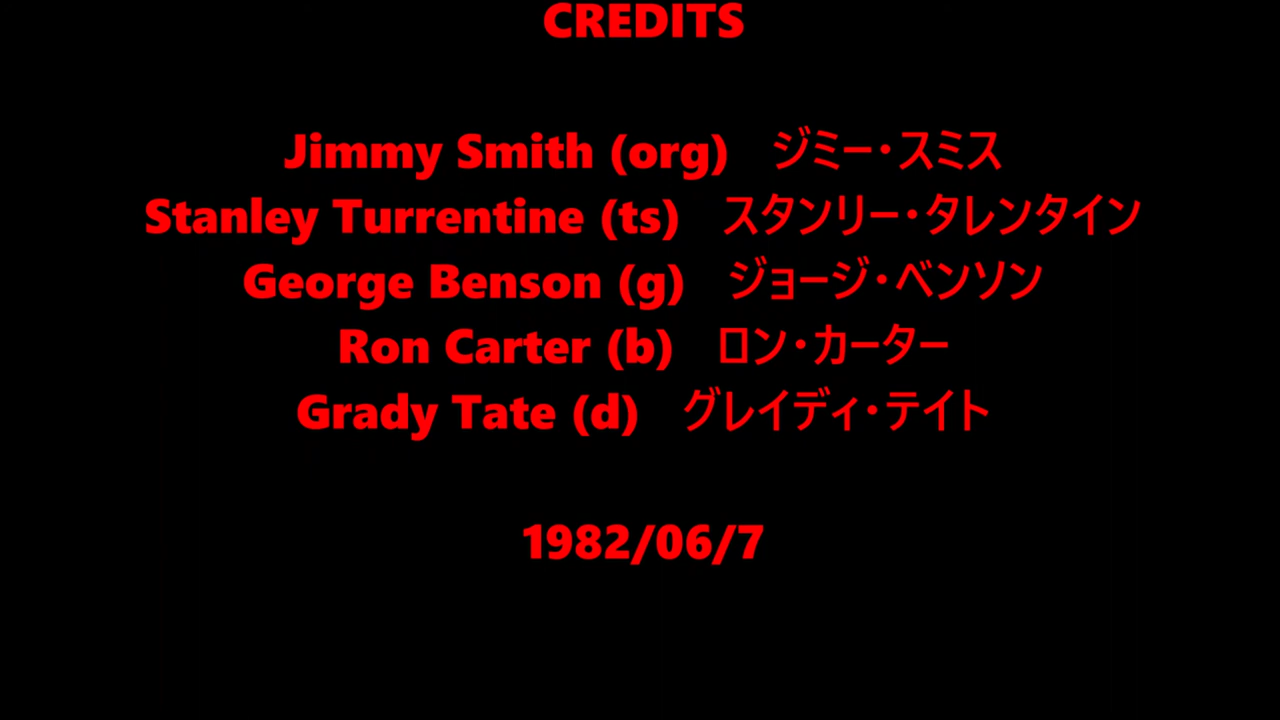 CREDITS
Jimmy Smith (org)　ジミー・スミス
Stanley Turrentine (ts)　スタンリー・タレンタイン
George Benson (g)　ジョージ・ベンソン
Ron Carter (b)　ロン・カーター
Grady Tate (d)　グレイディ・テイト
1982/06/7